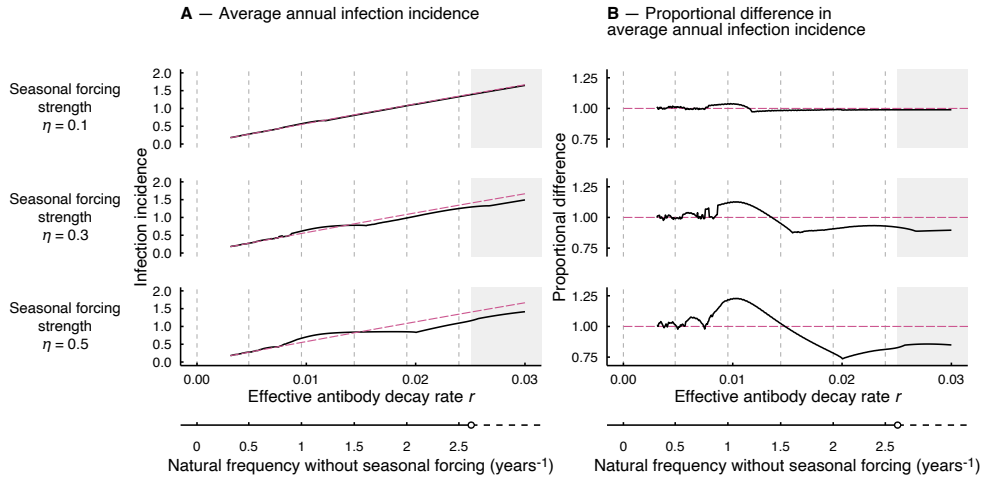 A — Average annual infection incidence
B — Proportional difference in
average annual infection incidence
Seasonal forcing
strength
η = 0.1
Seasonal forcing
strength
η = 0.3
Seasonal forcing
strength
η = 0.5
Infection incidence
2.0
1.5
1.0
0.5
0.0
2.0
1.5
1.0
0.5
0.0
2.0
1.5
1.0
0.5
0.0
0.00 0.01 0.02 0.03
Effective antibody decay rate r
0 0.5 1 1.5 2 2.5
Natural frequency without seasonal forcing (years⁻¹)
Proportional difference
1.25
1.00
0.75
1.25
1.00
0.75
1.25
1.00
0.75
0.00 0.01 0.02 0.03
Effective antibody decay rate r
0 0.5 1 1.5 2 2.5
Natural frequency without seasonal forcing (years⁻¹)